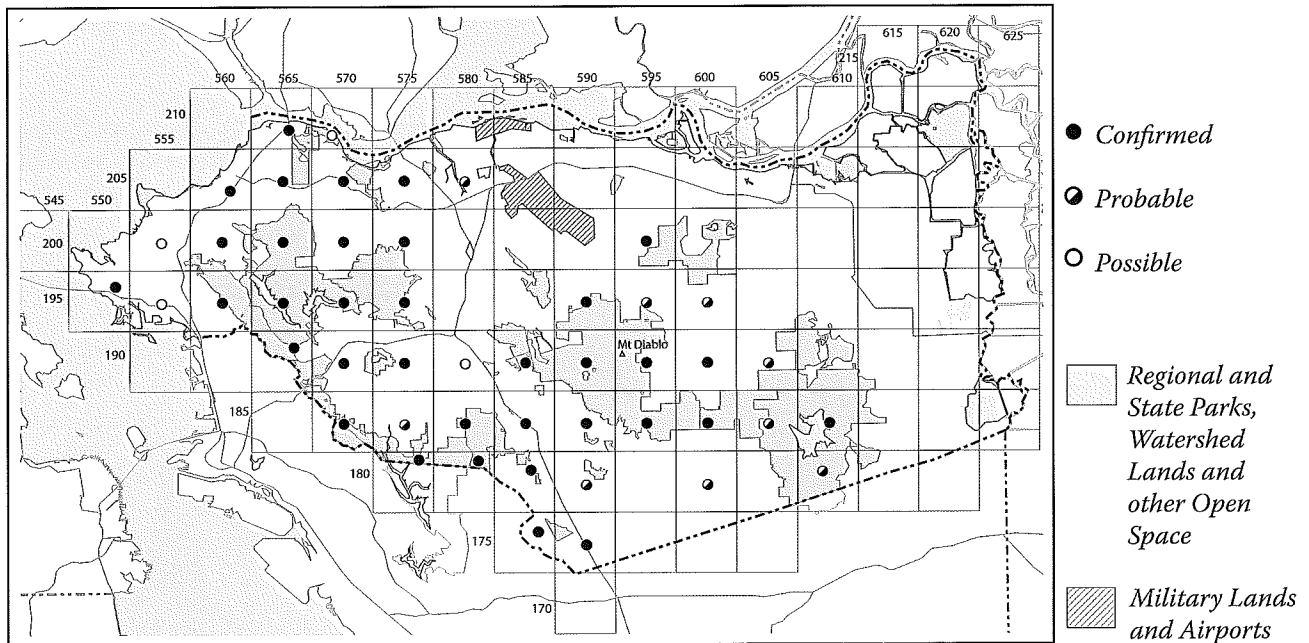 615 620 625
215
560 565 570 575 580 585 590 595 600 605 610
210
555
205
545 550
200
195
190
Mt Diablo
185
180
175
170
Confirmed
Probable
Possible
Regional and
State Parks,
Watershed
Lands and
other Open
Space
Military Lands
and Airports